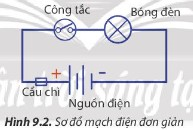 Công tắc
Bóng đèn
+
-
Cầu chì
Nguồn điện
Hình 9.2. Sơ đồ mạch điện đơn giản